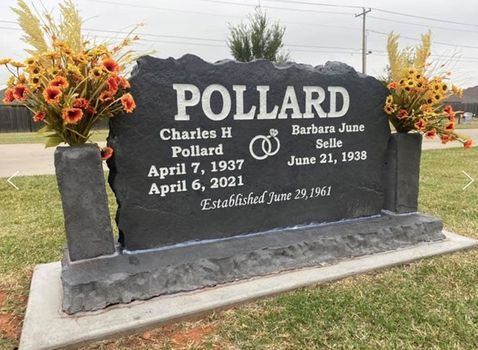 POLLARD
Charles H
Pollard
April 7, 1937
April 6, 2021
Barbara June
Selle
June 21, 1938
Established June 29,1961